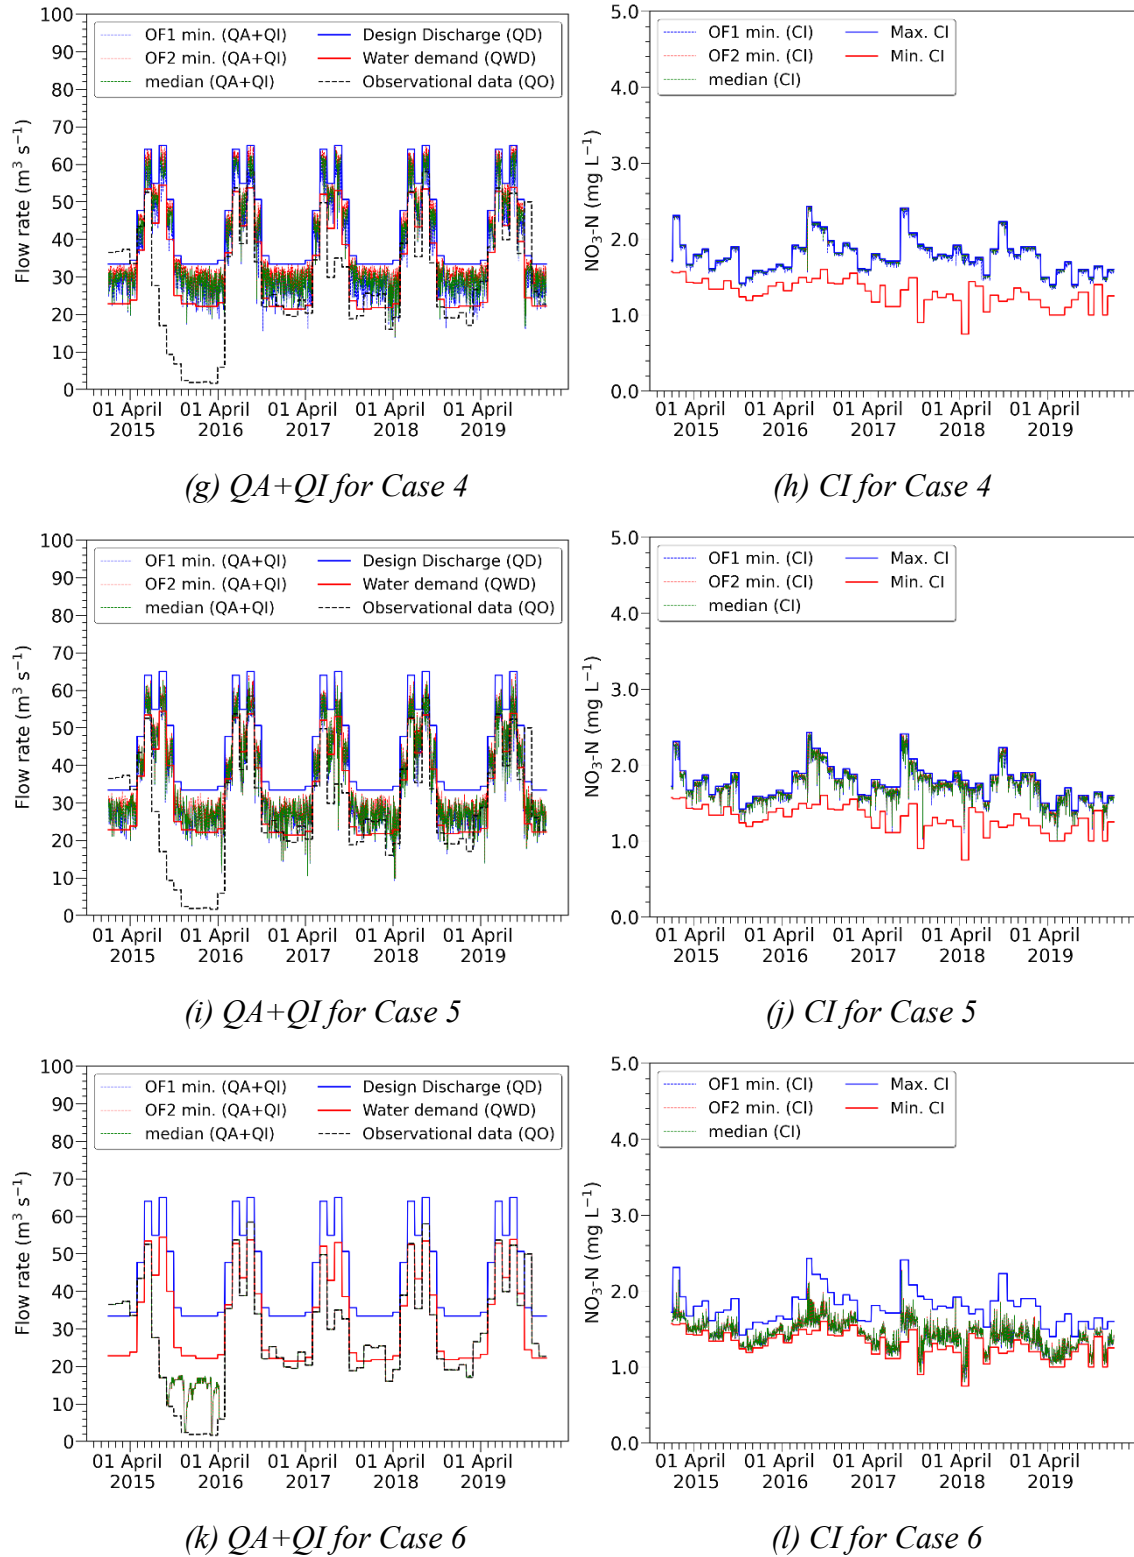 100
90
80
70
60
50
40
30
20
10
0
Flow rate (m³ s⁻¹)
OF1 min. (QA+QI)
OF2 min. (QA+QI)
median (QA+QI)
Design Discharge (QD)
Water demand (QWD)
Observational data (QO)
01 April 2015
01 April 2016
01 April 2017
01 April 2018
01 April 2019
(g) QA+QI for Case 4
5.0
4.0
3.0
2.0
1.0
0.0
NO₃-N (mg L⁻¹)
OF1 min. (CI)
OF2 min. (CI)
median (CI)
Max. CI
Min. CI
01 April 2015
01 April 2016
01 April 2017
01 April 2018
01 April 2019
(h) CI for Case 4
100
90
80
70
60
50
40
30
20
10
0
Flow rate (m³ s⁻¹)
OF1 min. (QA+QI)
OF2 min. (QA+QI)
median (QA+QI)
Design Discharge (QD)
Water demand (QWD)
Observational data (QO)
01 April 2015
01 April 2016
01 April 2017
01 April 2018
01 April 2019
(i) QA+QI for Case 5
5.0
4.0
3.0
2.0
1.0
0.0
NO₃-N (mg L⁻¹)
OF1 min. (CI)
OF2 min. (CI)
median (CI)
Max. CI
Min. CI
01 April 2015
01 April 2016
01 April 2017
01 April 2018
01 April 2019
(j) CI for Case 5
100
90
80
70
60
50
40
30
20
10
0
Flow rate (m³ s⁻¹)
OF1 min. (QA+QI)
OF2 min. (QA+QI)
median (QA+QI)
Design Discharge (QD)
Water demand (QWD)
Observational data (QO)
01 April 2015
01 April 2016
01 April 2017
01 April 2018
01 April 2019
(k) QA+QI for Case 6
5.0
4.0
3.0
2.0
1.0
0.0
NO₃-N (mg L⁻¹)
OF1 min. (CI)
OF2 min. (CI)
median (CI)
Max. CI
Min. CI
01 April 2015
01 April 2016
01 April 2017
01 April 2018
01 April 2019
(l) CI for Case 6